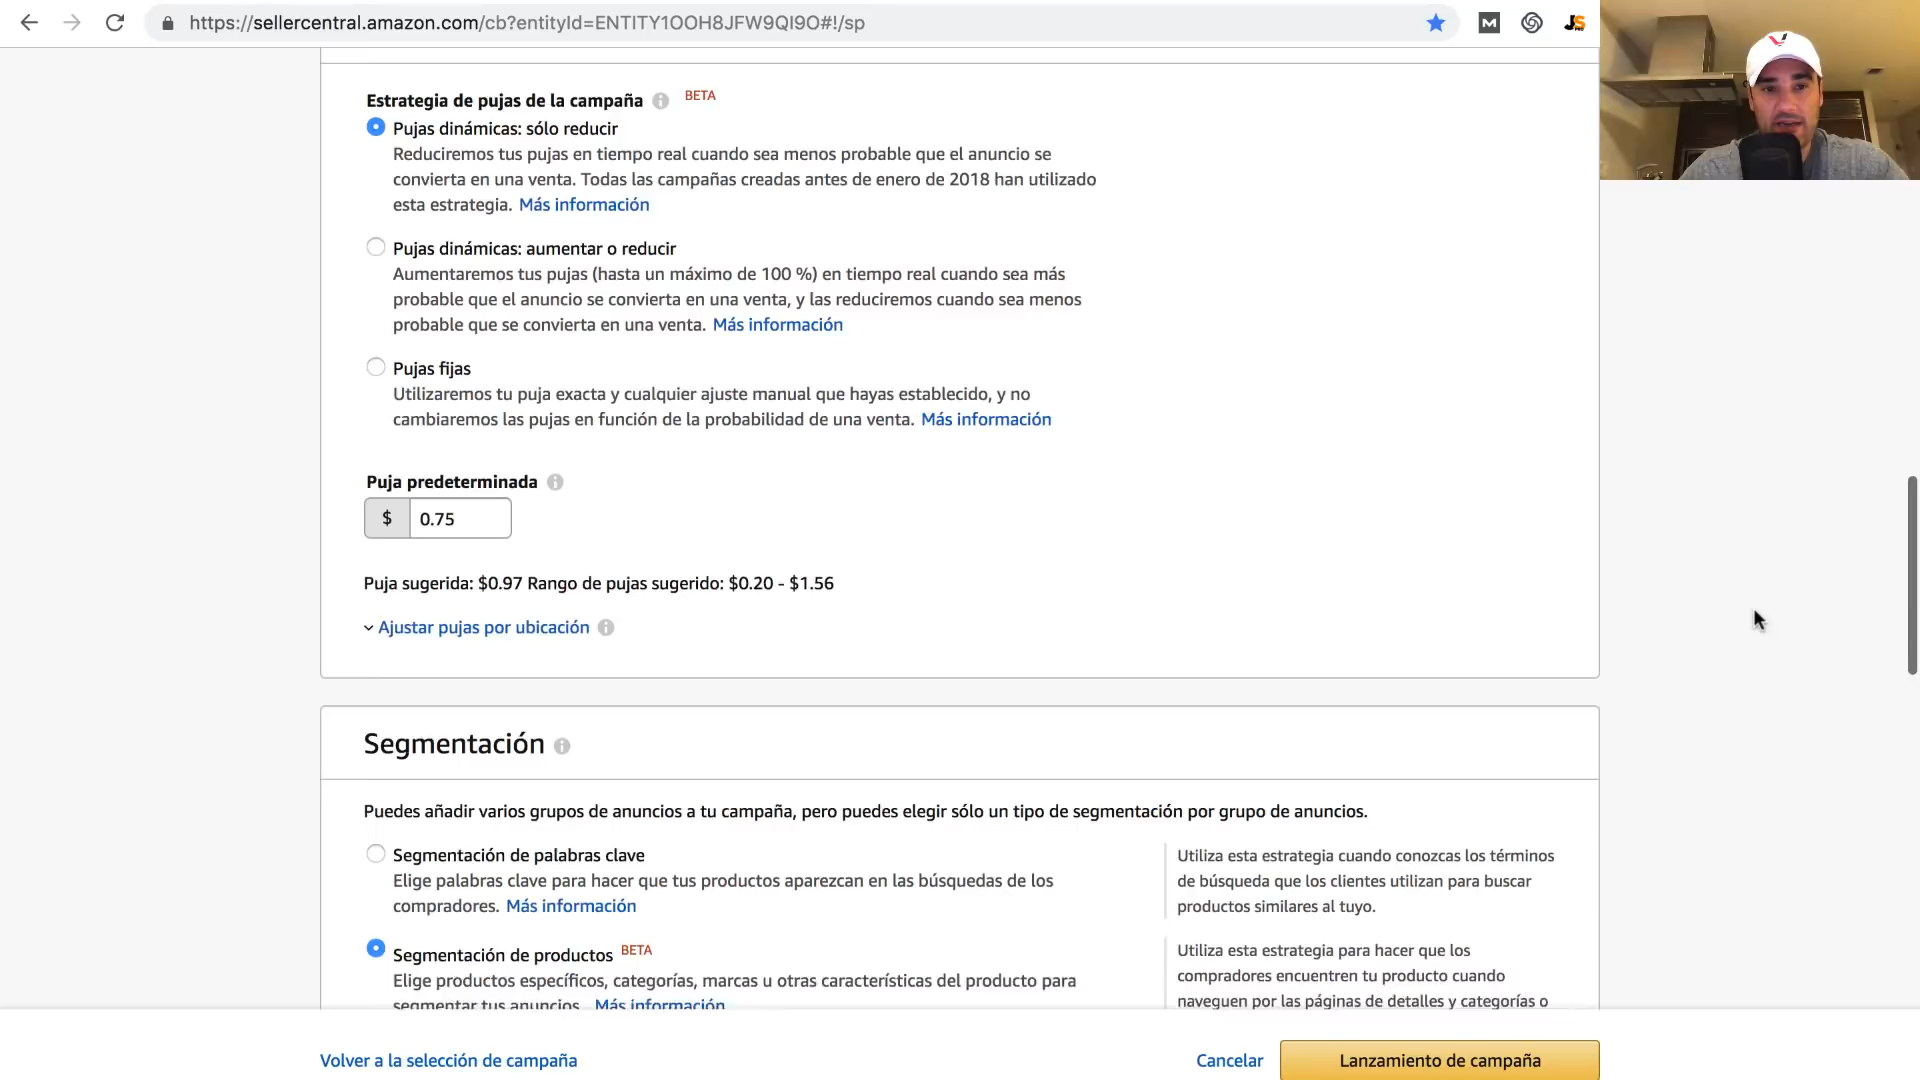 https://sellercentral.amazon.com/cb?entityId=ENTITY1OOH8JFW9QI9O#!/sp
Estrategia de pujas de la campaña BETA
Pujas dinámicas: sólo reducir
Reduciremos tus pujas en tiempo real cuando sea menos probable que el anuncio se
convierta en una venta. Todas las campañas creadas antes de enero de 2018 han utilizado
esta estrategia. Más información
Pujas dinámicas: aumentar o reducir
Aumentaremos tus pujas (hasta un máximo de 100 %) en tiempo real cuando sea más
probable que el anuncio se convierta en una venta, y las reduciremos cuando sea menos
probable que se convierta en una venta. Más información
Pujas fijas
Utilizaremos tu puja exacta y cualquier ajuste manual que hayas establecido, y no
cambiaremos las pujas en función de la probabilidad de una venta. Más información
Puja predeterminada
$ 0.75
Puja sugerida: $0.97 Rango de pujas sugerido: $0.20 - $1.56
Ajustar pujas por ubicación
Segmentación
Puedes añadir varios grupos de anuncios a tu campaña, pero puedes elegir sólo un tipo de segmentación por grupo de anuncios.
Segmentación de palabras clave
Elige palabras clave para hacer que tus productos aparezcan en las búsquedas de los
compradores. Más información
Utiliza esta estrategia cuando conozcas los términos
de búsqueda que los clientes utilizan para buscar
productos similares al tuyo.
Segmentación de productos BETA
Elige productos específicos, categorías, marcas u otras características del producto para
segmentar tus anuncios. Más información
Utiliza esta estrategia para hacer que los
compradores encuentren tu producto cuando
naveguen por las páginas de detalles y categorías o
Volver a la selección de campaña
Cancelar
Lanzamiento de campaña